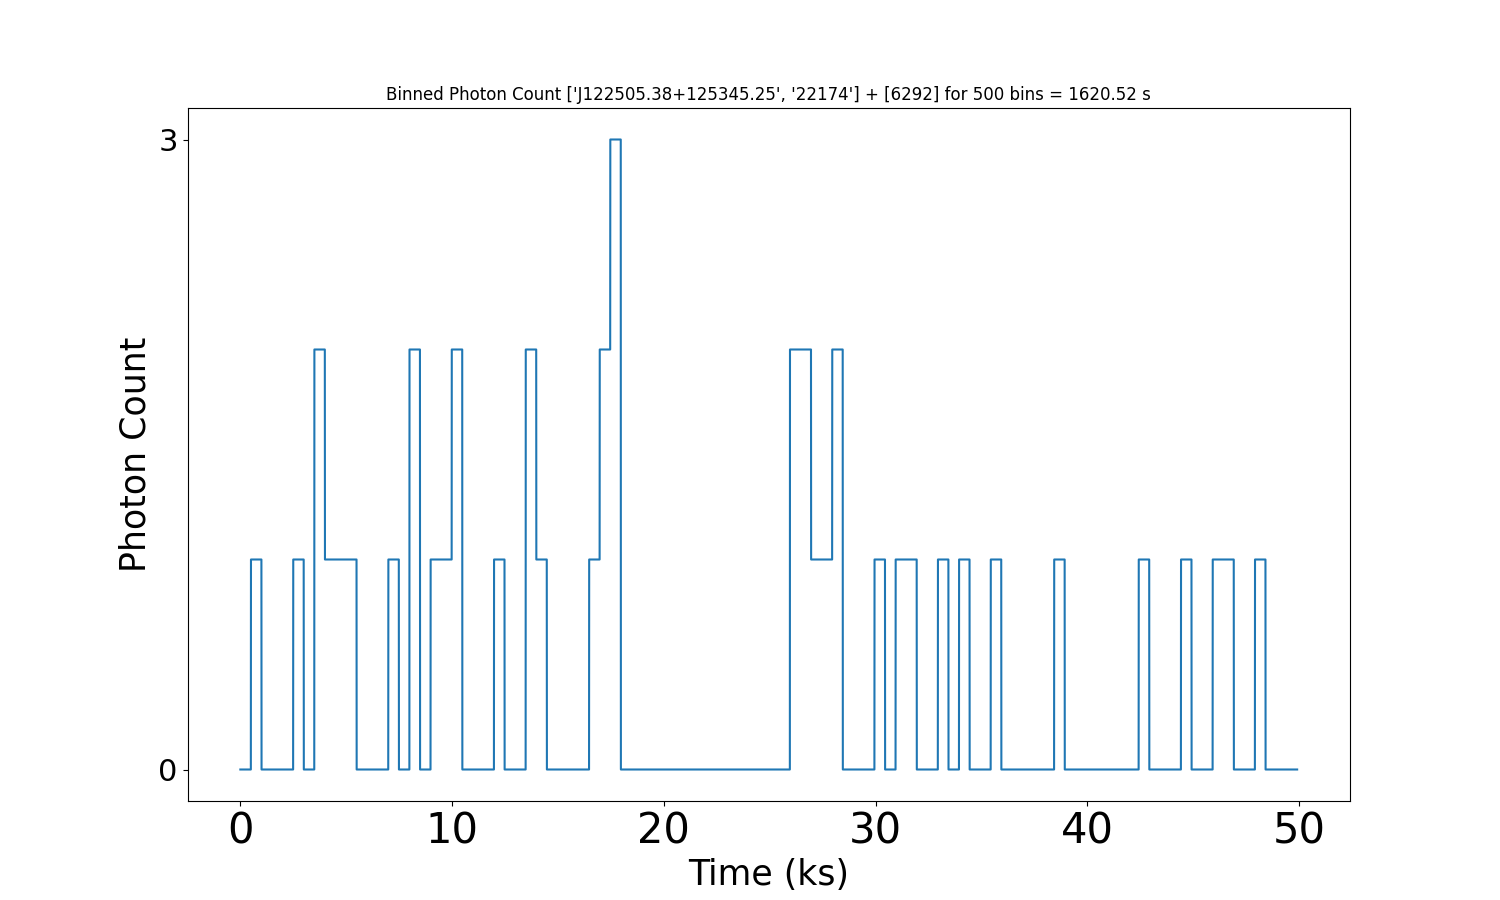 Binned Photon Count ['J122505.38+125345.25', '22174'] + [6292] for 500 bins = 1620.52 s
3
Photon Count
0
0 10 20 30 40 50
Time (ks)